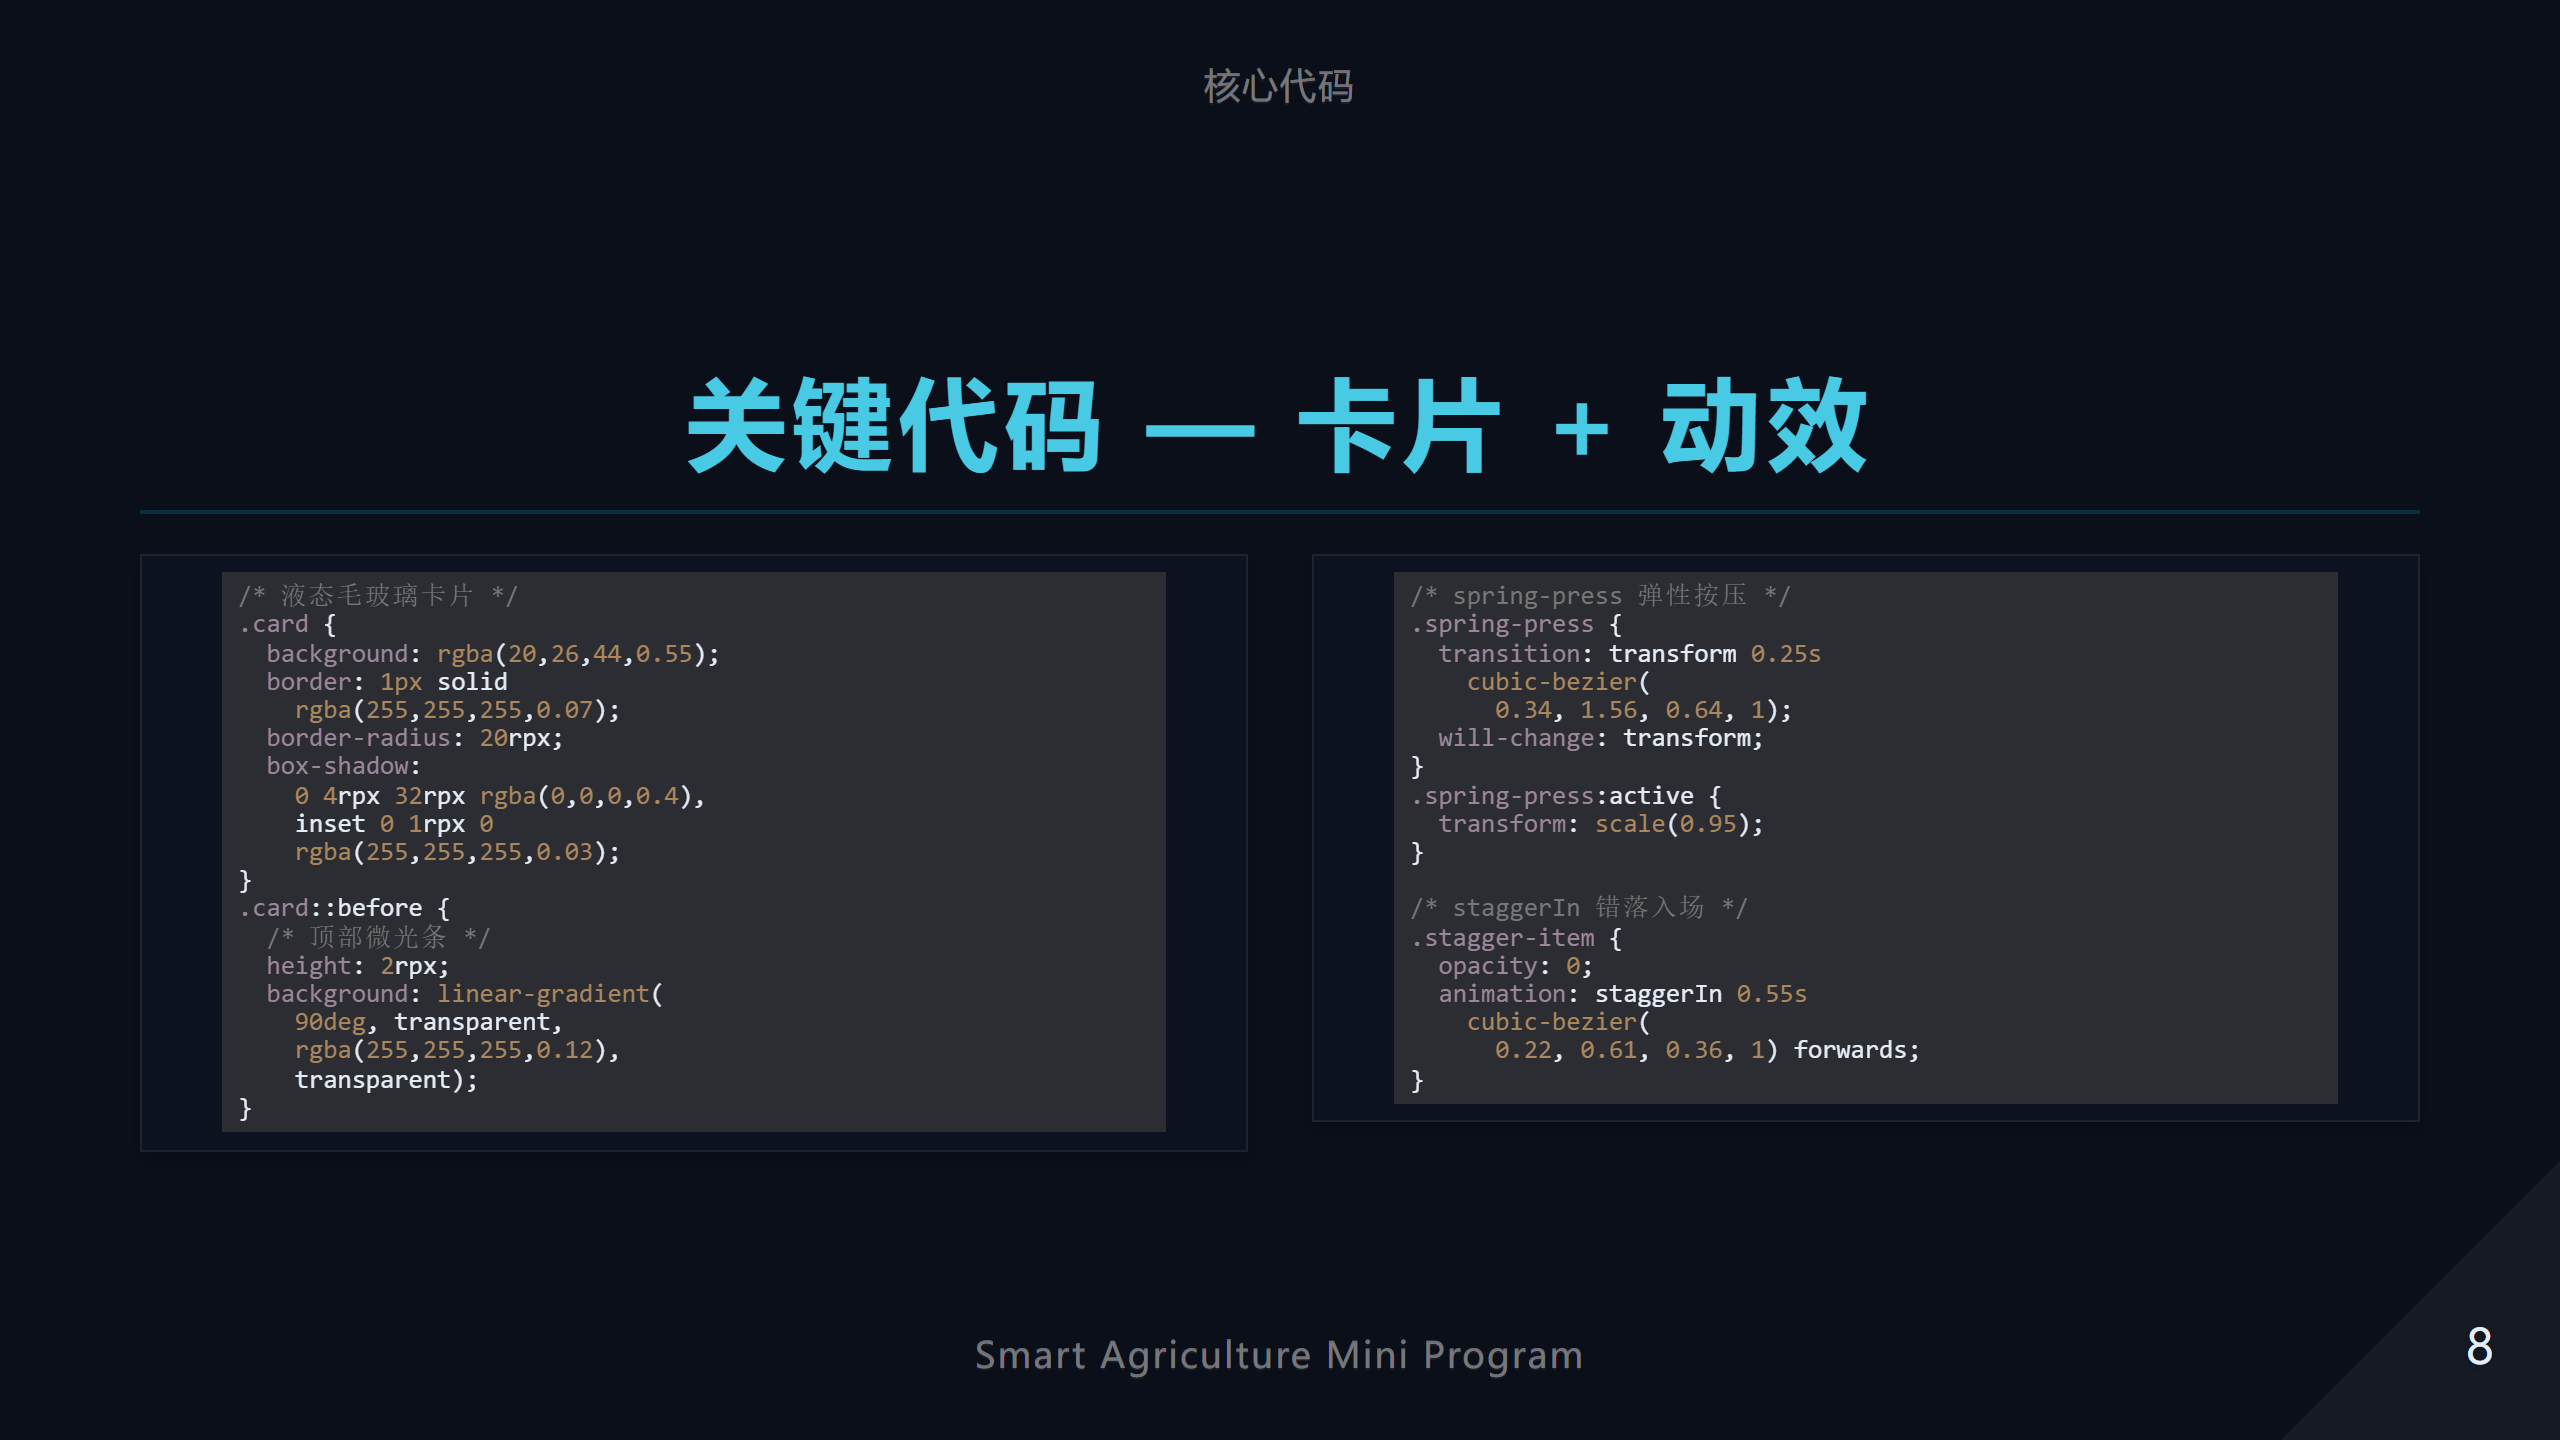 核心代码
关键代码 — 卡片 + 动效
/* 液态毛玻璃卡片 */
.card {
  background: rgba(20,26,44,0.55);
  border: 1px solid
    rgba(255,255,255,0.07);
  border-radius: 20rpx;
  box-shadow:
    0 4rpx 32rpx rgba(0,0,0,0.4),
    inset 0 1rpx 0
    rgba(255,255,255,0.03);
}
.card::before {
  /* 顶部微光条 */
  height: 2rpx;
  background: linear-gradient(
    90deg, transparent,
    rgba(255,255,255,0.12),
    transparent);
}
/* spring-press 弹性按压 */
.spring-press {
  transition: transform 0.25s
    cubic-bezier(
      0.34, 1.56, 0.64, 1);
  will-change: transform;
}
.spring-press:active {
  transform: scale(0.95);
}
/* staggerIn 错落入场 */
.stagger-item {
  opacity: 0;
  animation: staggerIn 0.55s
    cubic-bezier(
      0.22, 0.61, 0.36, 1) forwards;
}
Smart Agriculture Mini Program
8